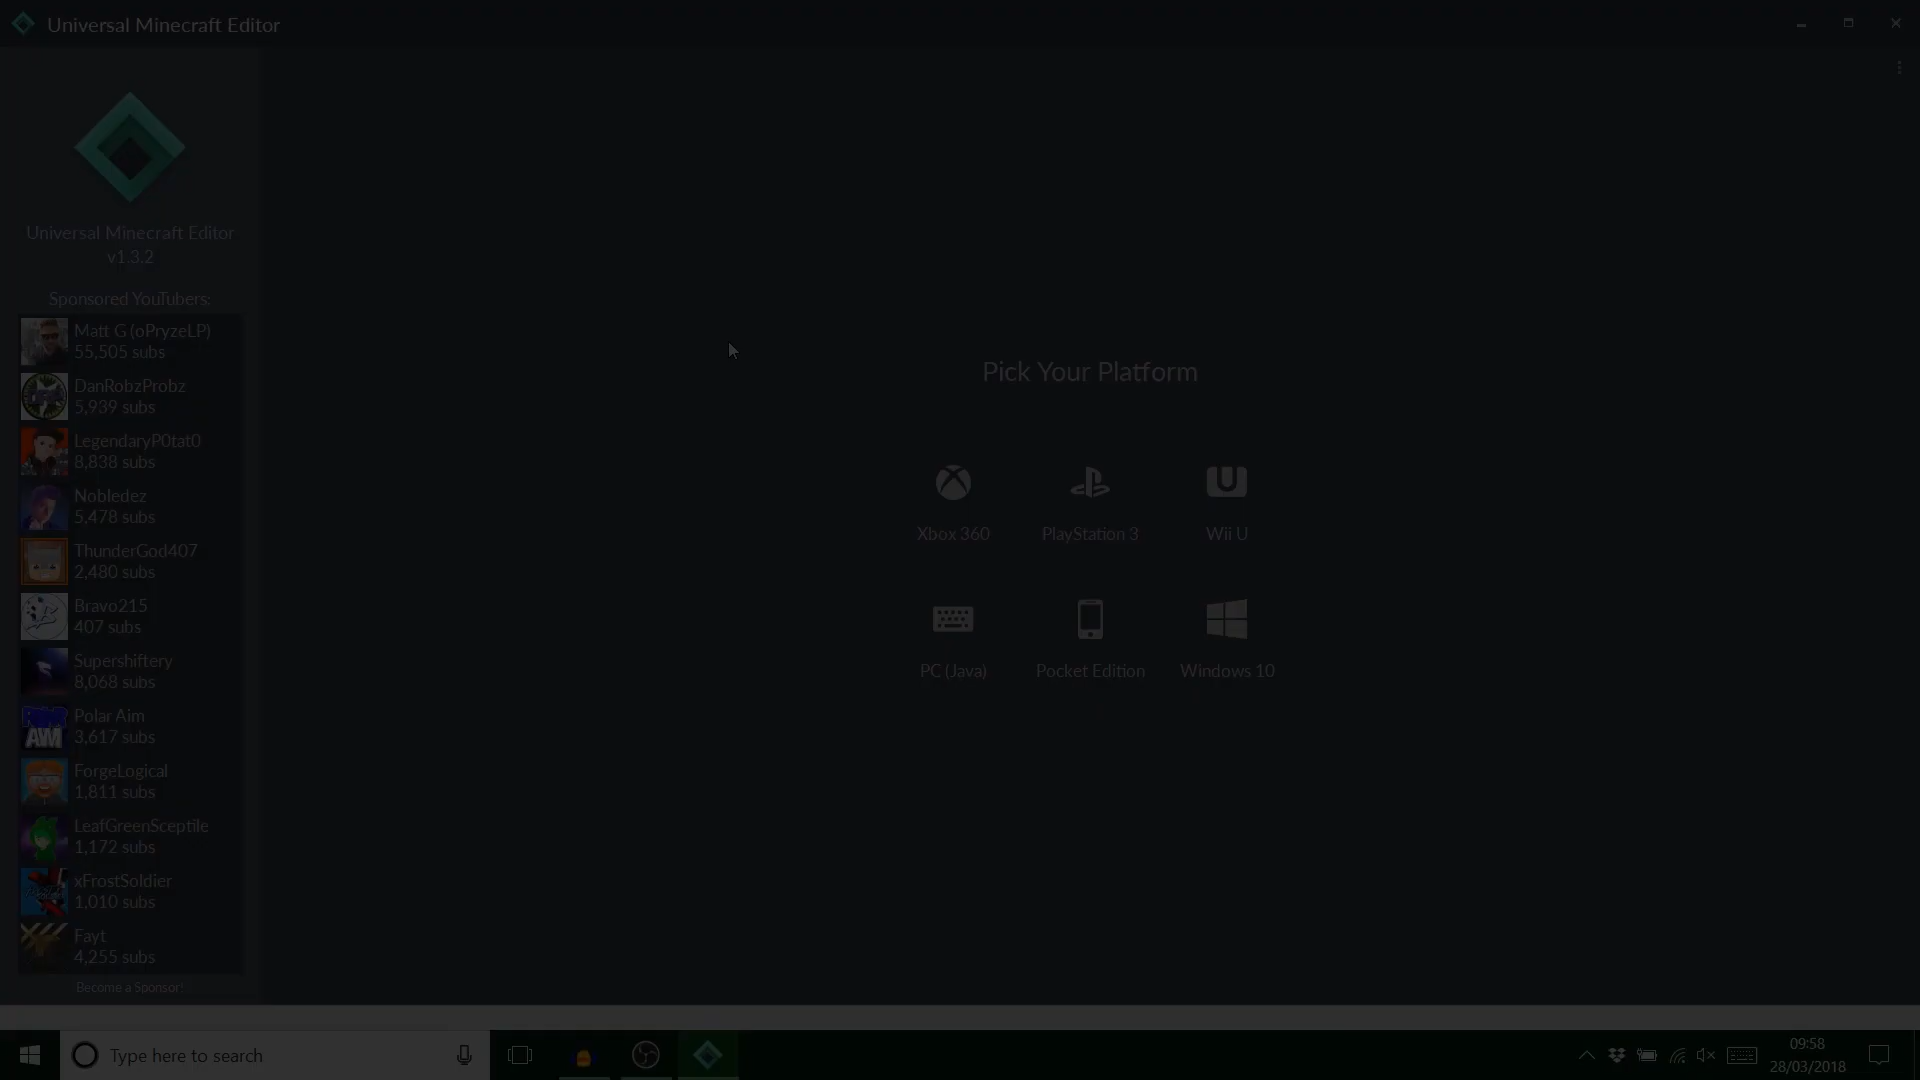 Universal Minecraft Editor
Universal Minecraft Editor
v1.3.2
Sponsored YouTubers:
Matt G (oPryzeLP)
55,505 subs
DanRobzProbz
5,939 subs
LegendaryP0tat0
8,838 subs
Nobledez
5,478 subs
ThunderGod407
2,480 subs
Bravo215
407 subs
Supershiftery
8,068 subs
Polar Aim
3,617 subs
ForgeLogical
1,811 subs
LeafGreenSceptile
1,172 subs
xFrostSoldier
1,010 subs
Fayt
4,255 subs
Become a Sponsor!
Pick Your Platform
Xbox 360
PlayStation 3
Wii U
PC (Java)
Pocket Edition
Windows 10
Type here to search
09:58
28/03/2018